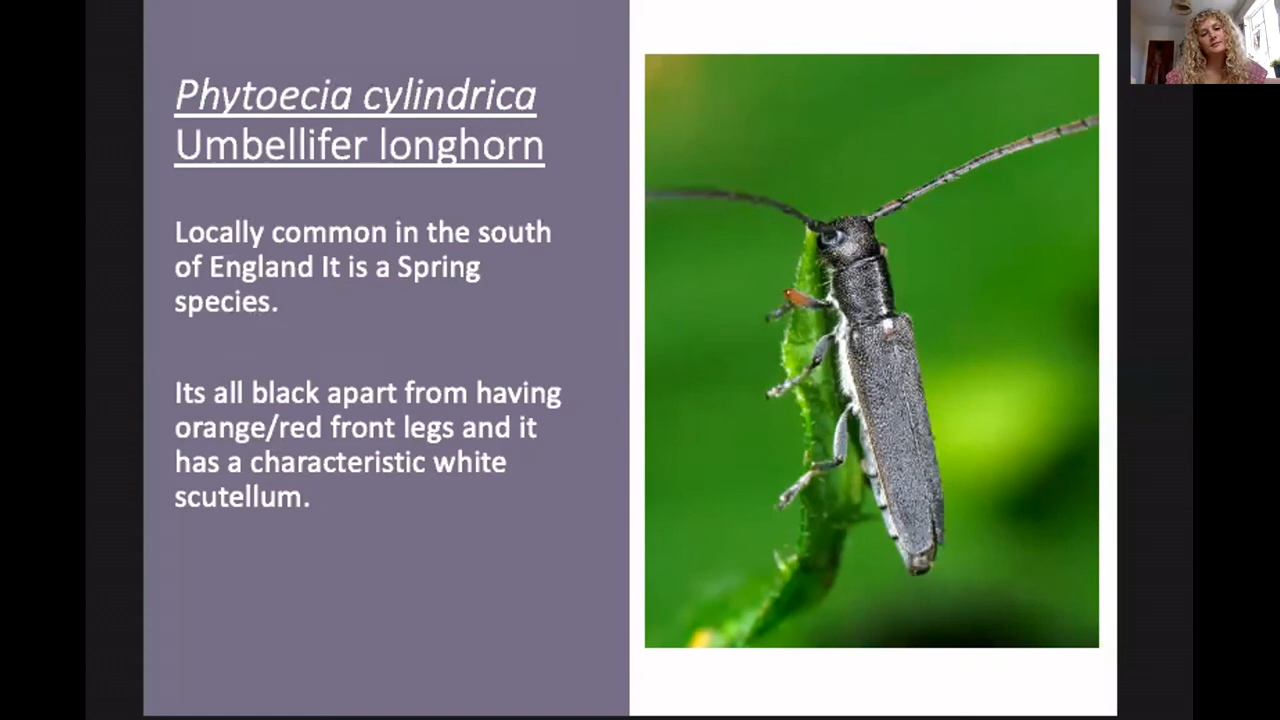 Phytoecia cylindrica
Umbellifer longhorn
Locally common in the south
of England It is a Spring
species.
Its all black apart from having
orange/red front legs and it
has a characteristic white
scutellum.